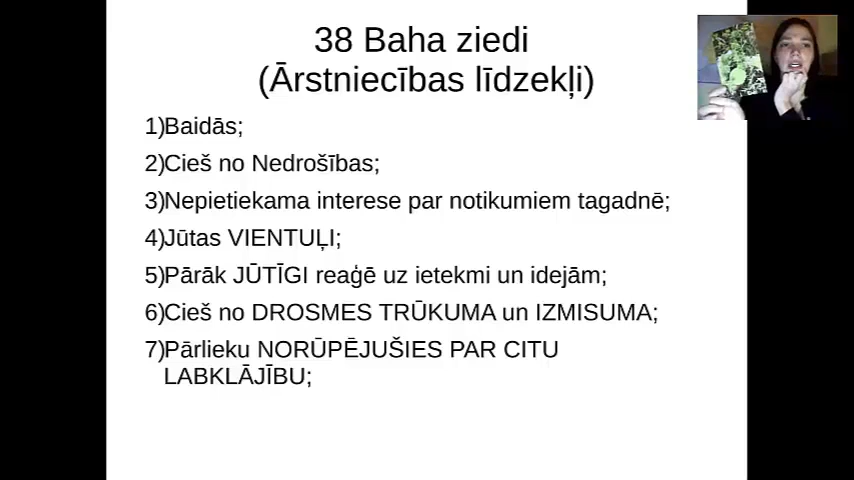 38 Baha ziedi
(Ārstniecības līdzekļi)
1)Baidās;
2)Cieš no Nedrošības;
3)Nepietiekama interese par notikumiem tagadnē;
4)Jūtas VIENTUĻI;
5)Pārāk JŪTĪGI reaģē uz ietekmi un idejām;
6)Cieš no DROSMES TRŪKUMA un IZMISUMA;
7)Pārlieku NORŪPĒJUŠIES PAR CITU
LABKLĀJĪBU;